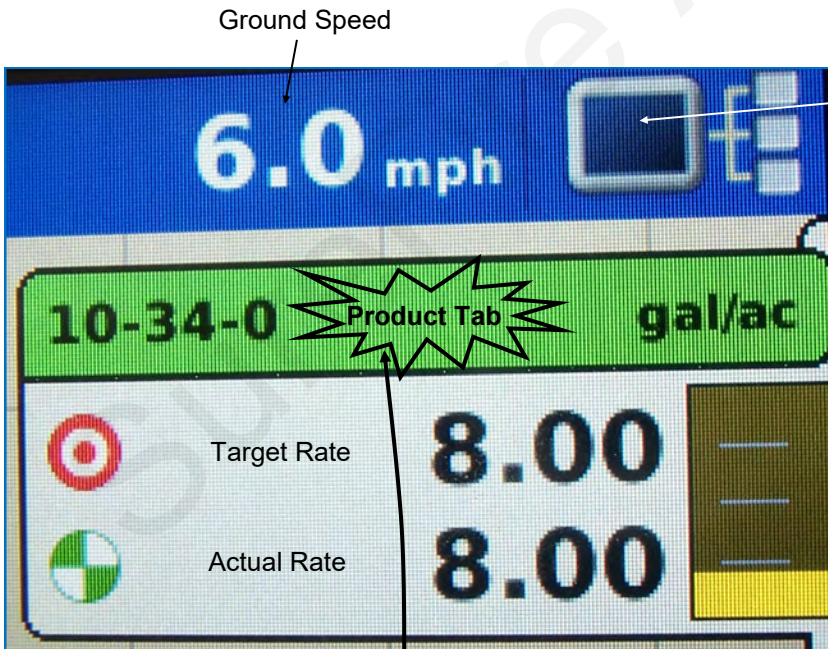 Ground Speed
6.0 mph
10-34-0 Product Tab gal/ac
Target Rate 8.00
Actual Rate 8.00